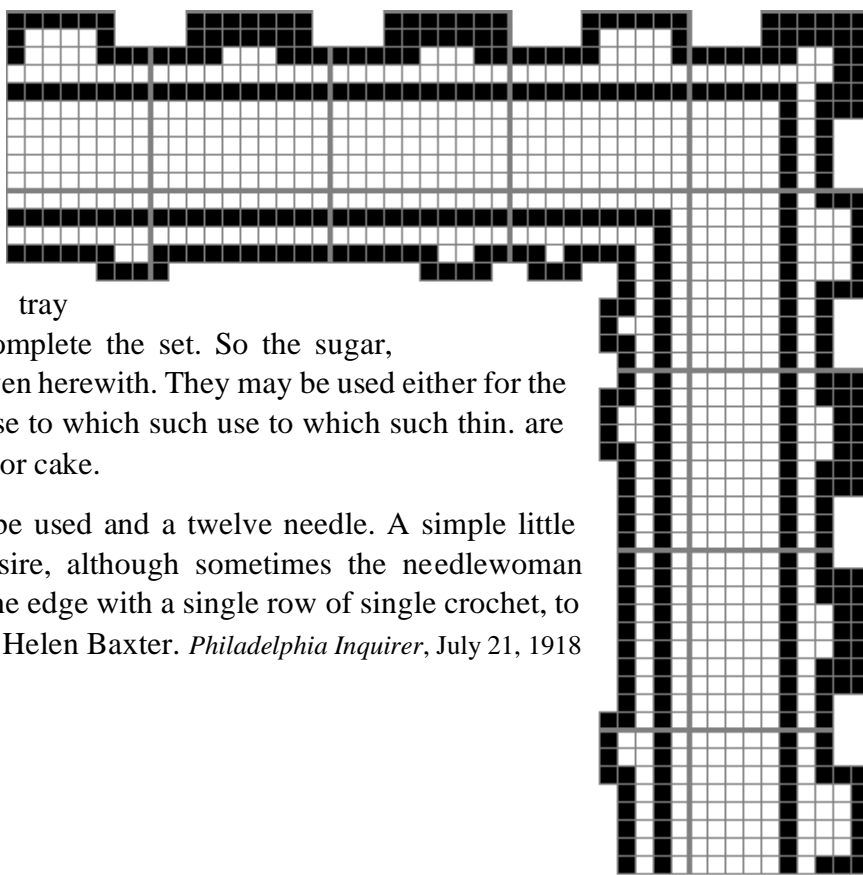 tray
omplete the set. So the sugar,
en herewith. They may be used either for the
se to which such use to which such thin. are
or cake.
be used and a twelve needle. A simple little
sire, although sometimes the needlewoman
ne edge with a single row of single crochet, to
Helen Baxter. Philadelphia Inquirer, July 21, 1918